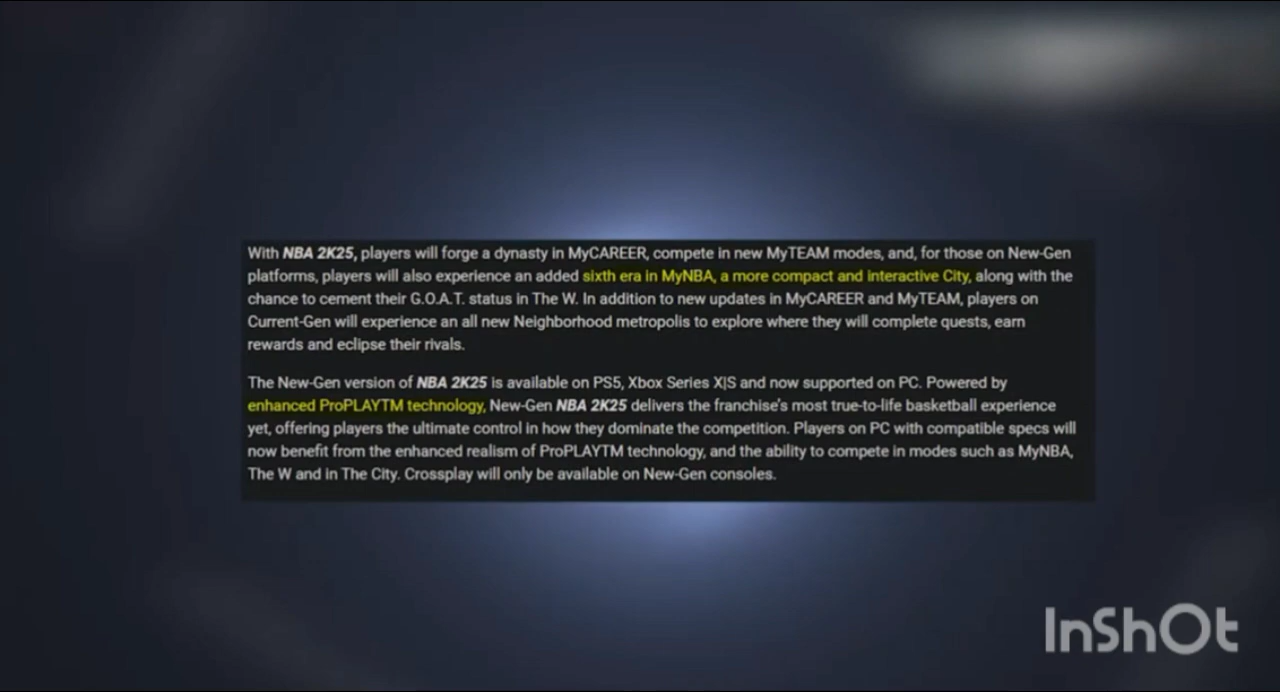 With NBA 2K25, players will forge a dynasty in MyCAREER, compete in new MyTEAM modes, and, for those on New-Gen
platforms, players will also experience an added sixth era in MyNBA, a more compact and interactive City, along with the
chance to cement their G.O.A.T. status in The W. In addition to new updates in MyCAREER and MyTEAM, players on
Current-Gen will experience an all new Neighborhood metropolis to explore where they will complete quests, earn
rewards and eclipse their rivals.
The New-Gen version of NBA 2K25 is available on PS5, Xbox Series X|S and now supported on PC. Powered by
enhanced ProPLAYTM technology, New-Gen NBA 2K25 delivers the franchise's most true-to-life basketball experience
yet, offering players the ultimate control in how they dominate the competition. Players on PC with compatible specs will
now benefit from the enhanced realism of ProPLAYTM technology, and the ability to compete in modes such as MyNBA,
The W and in The City. Crossplay will only be available on New-Gen consoles.
InShOt